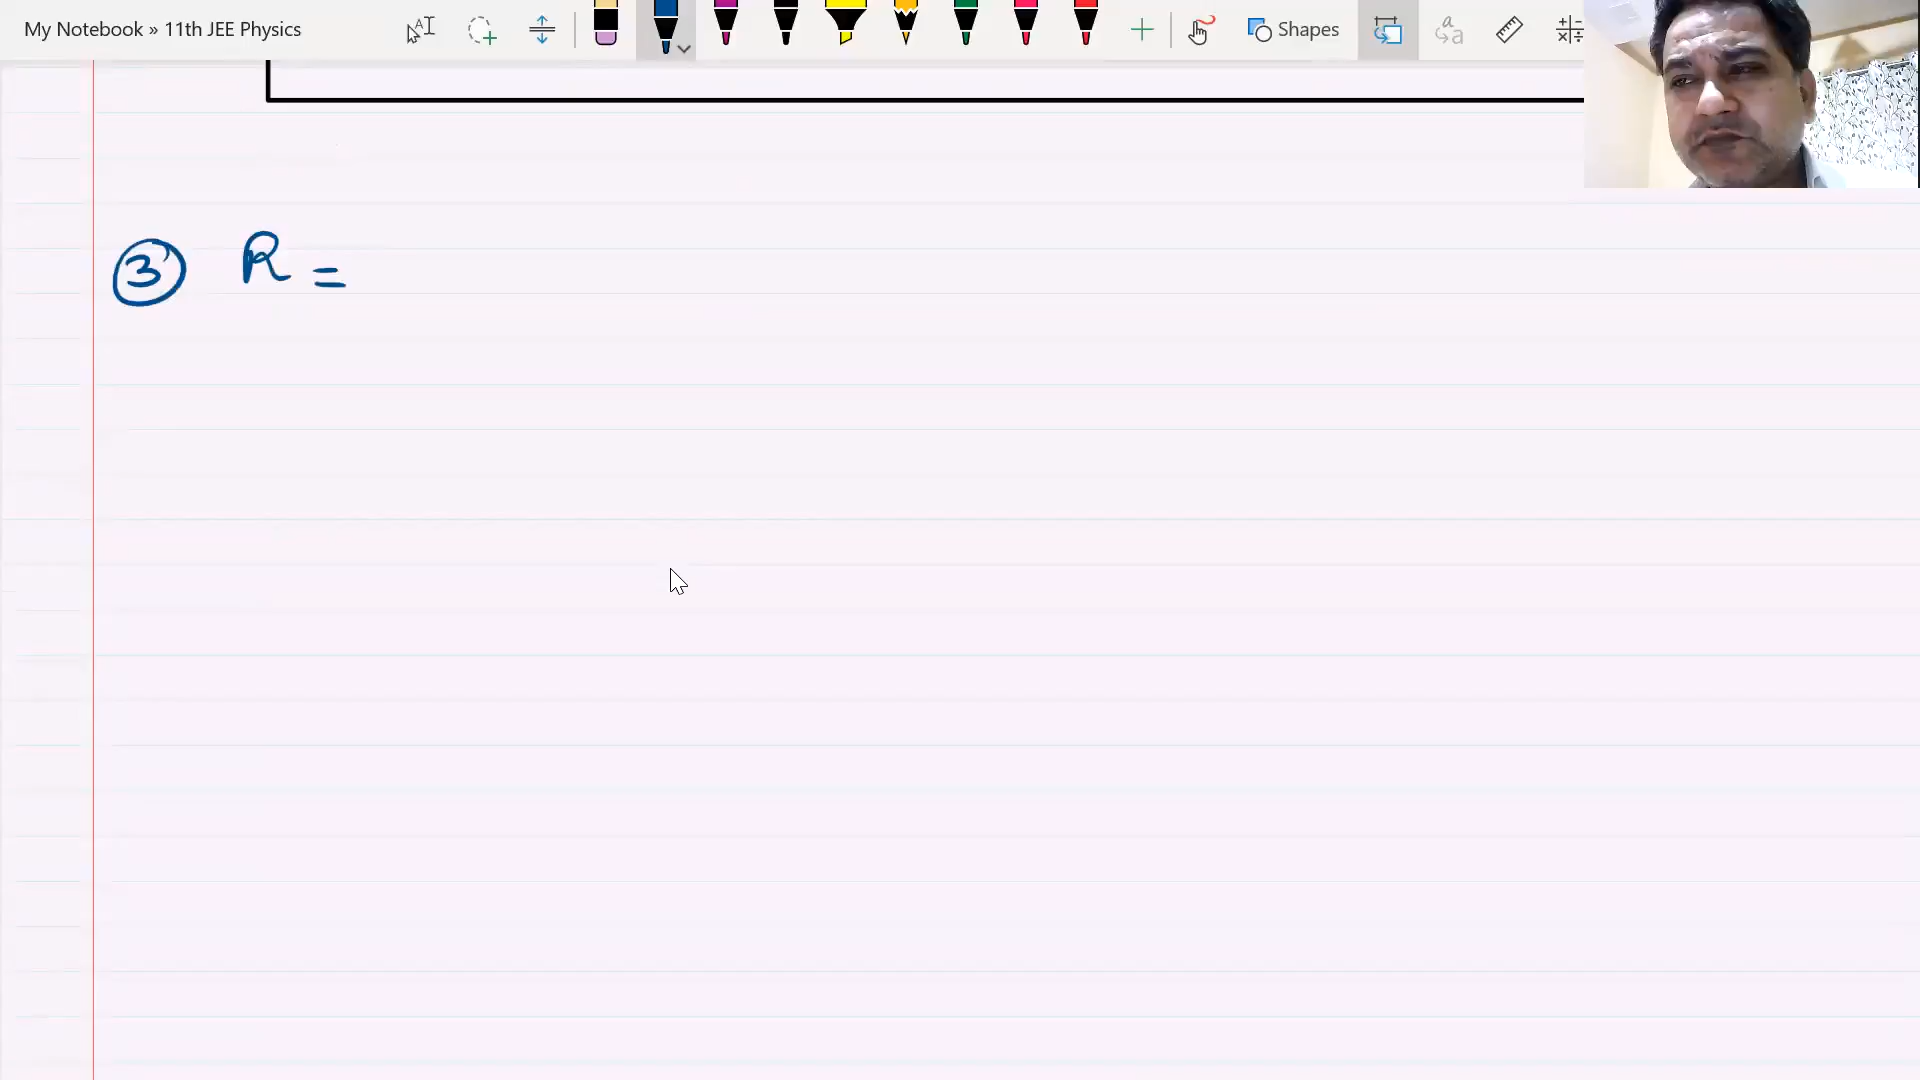 My Notebook » 11th JEE Physics
Shapes
③ R =